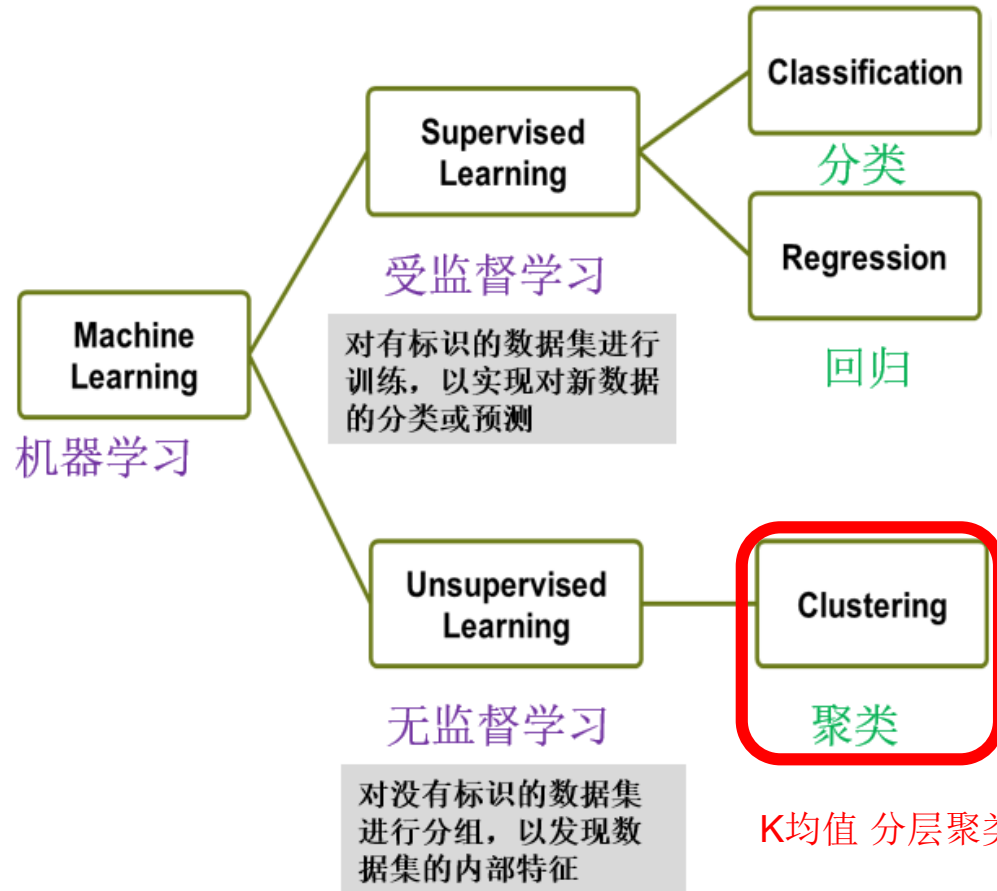 Classification
分类
Supervised
Learning
受监督学习
Regression
回归
对有标识的数据集进行
训练，以实现对新数据
的分类或预测
Machine
Learning
机器学习
Unsupervised
Learning
无监督学习
Clustering
聚类
对没有标识的数据集
进行分组，以发现数
据集的内部特征
K均值 分层聚类